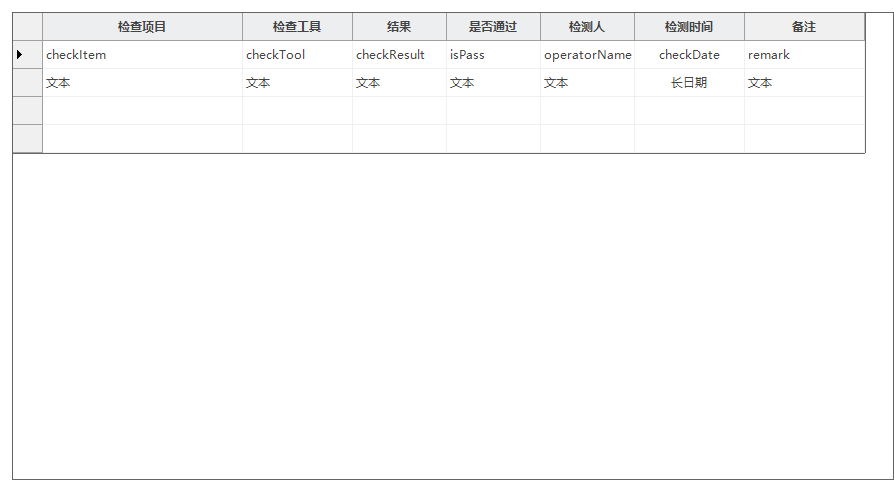 检查项目 检查工具 结果 是否通过 检测人 检测时间 备注
checkItem checkTool checkResult isPass operatorName checkDate remark
文本 文本 文本 文本 文本 长日期 文本